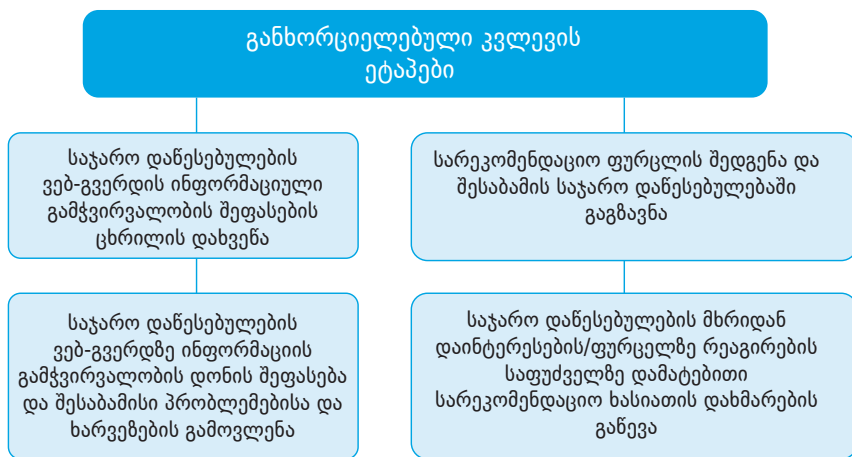 განხორციელებული კვლევის
ეტაპები
საჯარო დაწესებულების
ვებ-გვერდის ინფორმაციული
გამჭვირვალობის შეფასების
ცხრილის დახვეწა
სარეკომენდაციო ფურცლის შედგენა და
შესაბამის საჯარო დაწესებულებაში
გაგზავნა
საჯარო დაწესებულების
ვებ-გვერდზე ინფორმაციის
გამჭვირვალობის დონის შეფასება
და შესაბამისი პრობლემებისა და
ხარვეზების გამოვლენა
საჯარო დაწესებულების მხრიდან
დაინტერესების/ფურცელზე რეაგირების
საფუძველზე დამატებითი
სარეკომენდაციო ხასიათის დახმარების
გაწევა